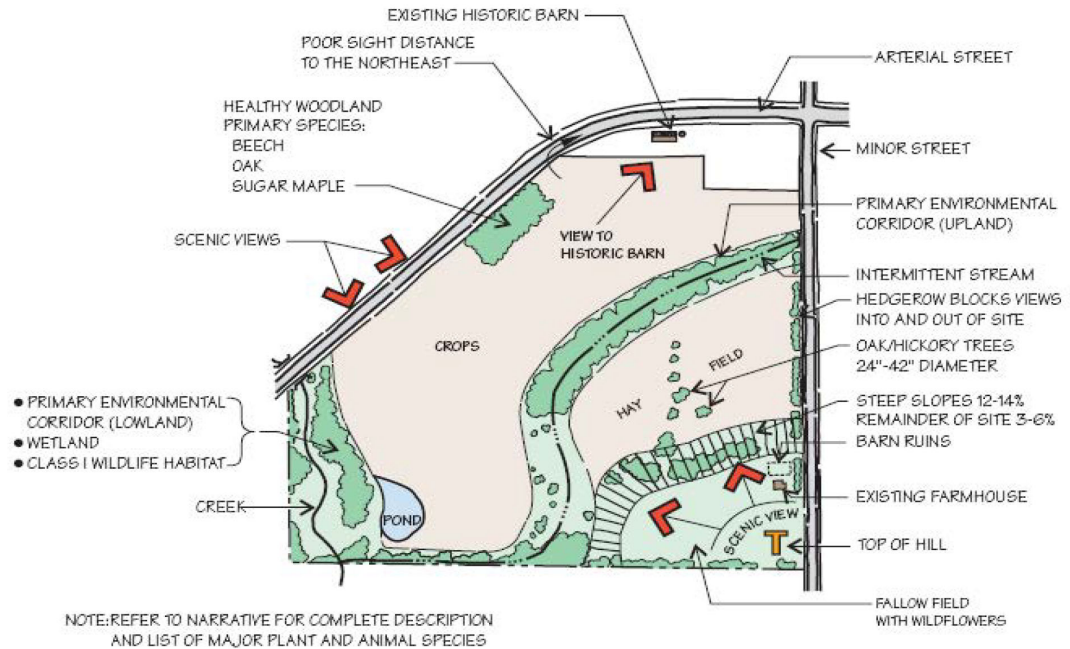 EXISTING HISTORIC BARN
POOR SIGHT DISTANCE
TO THE NORTHEAST
ARTERIAL STREET
HEALTHY WOODLAND
PRIMARY SPECIES:
BEECH
OAK
SUGAR MAPLE
MINOR STREET
PRIMARY ENVIRONMENTAL
CORRIDOR (UPLAND)
SCENIC VIEWS
VIEW TO
HISTORIC BARN
INTERMITTENT STREAM
HEDGEROW BLOCKS VIEWS
INTO AND OUT OF SITE
CROPS
OAK/HICKORY TREES
24"-42" DIAMETER
HAY FIELD
STEEP SLOPES 12-14%
REMAINDER OF SITE 3-6%
BARN RUINS
• PRIMARY ENVIRONMENTAL
CORRIDOR (LOWLAND)
• WETLAND
• CLASS I WILDLIFE HABITAT
EXISTING FARMHOUSE
CREEK
POND
SCENIC VIEW
T
TOP OF HILL
FALLOW FIELD
WITH WILDFLOWERS
NOTE:REFER TO NARRATIVE FOR COMPLETE DESCRIPTION
AND LIST OF MAJOR PLANT AND ANIMAL SPECIES